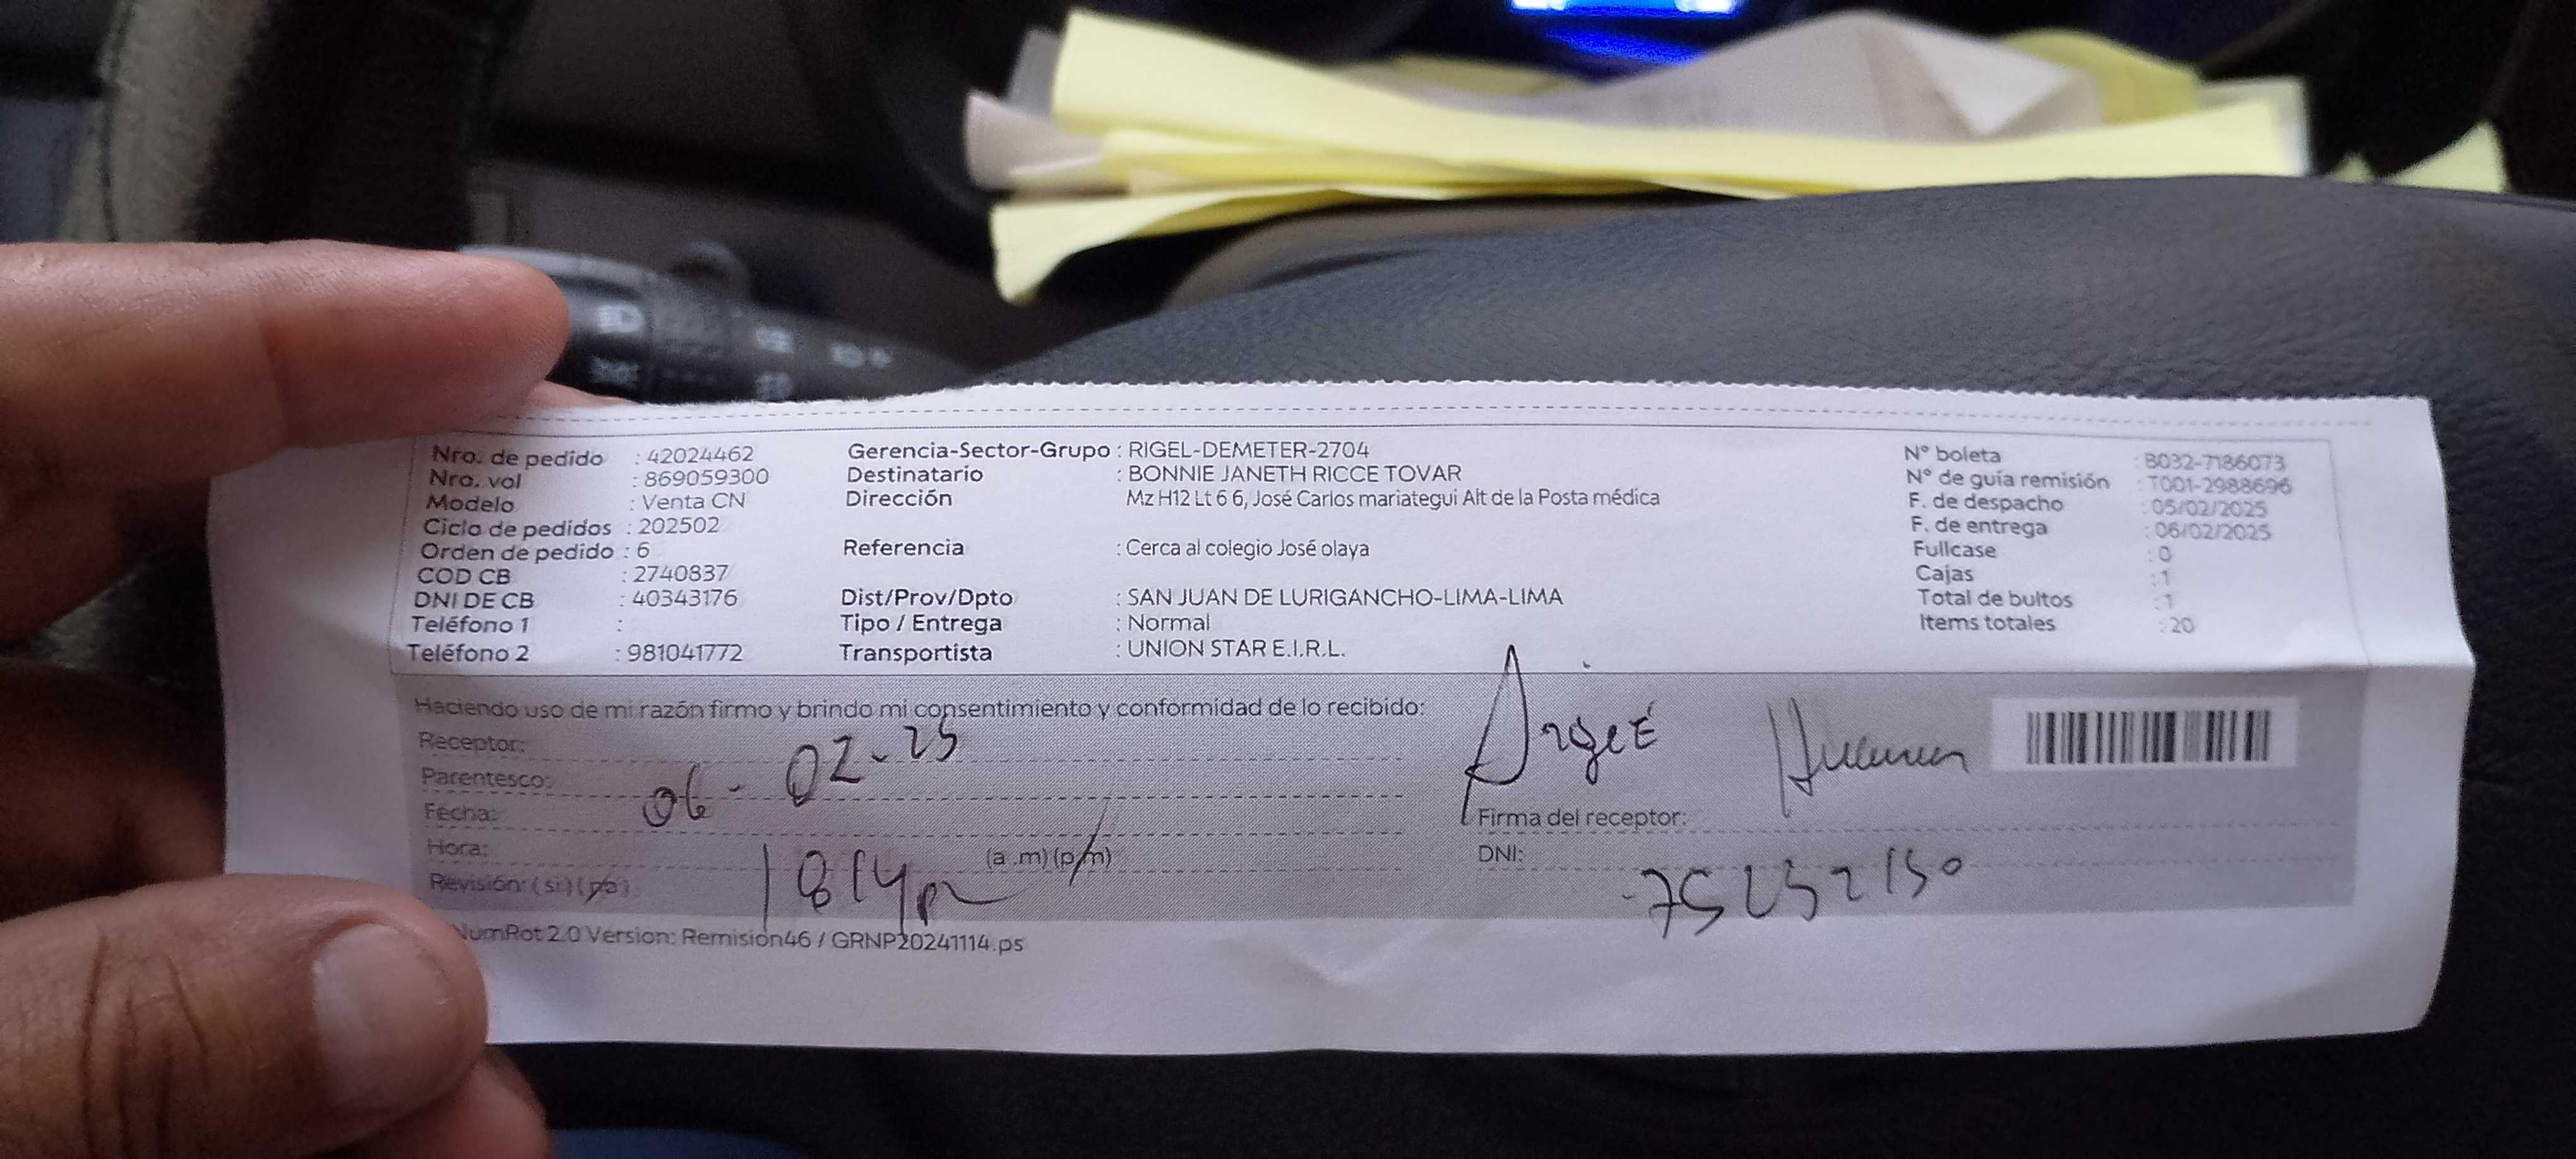 Nro. de pedido : 42024462
Nro. vol : 869059300
Modelo : Venta CN
Ciclo de pedidos : 202502
Orden de pedido : 6
COD CB : 2740837
DNI DE CB : 40343176
Teléfono 1 :
Teléfono 2 : 981041772
Gerencia-Sector-Grupo : RIGEL-DEMETER-2704
Destinatario : BONNIE JANETH RICCE TOVAR
Dirección Mz H12 Lt 6 6, José Carlos mariategui Alt de la Posta médica
Referencia : Cerca al colegio José olaya
Dist/Prov/Dpto : SAN JUAN DE LURIGANCHO-LIMA-LIMA
Tipo / Entrega : Normal
Transportista : UNION STAR E.I.R.L.
N° boleta : B032-7186073
N° de guía remisión : T001-2988696
F. de despacho : 05/02/2025
F. de entrega : 06/02/2025
Fullcase : 0
Cajas : 1
Total de bultos : 1
Items totales : 20
Haciendo uso de mi razón firmo y brindo mi consentimiento y conformidad de lo recibido:
Receptor:
Parentesco:
Fecha: 06-02-25
Hora: (a .m) (p/m)
Revisión: (si) (no)
Firma del receptor:
DNI:
NumRot 2.0 Version: Remision46 / GRNP20241114.ps